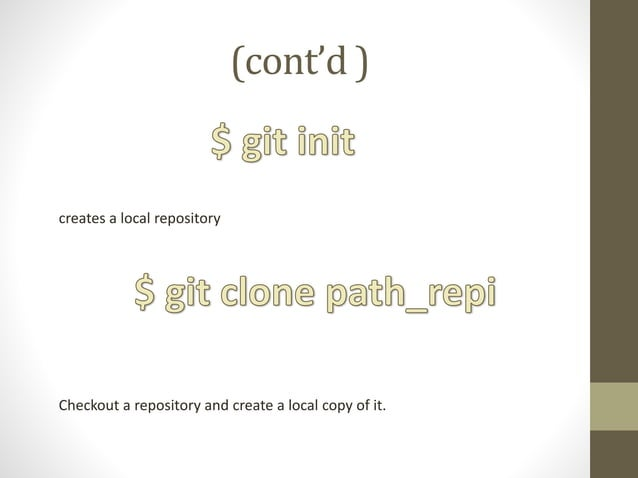 (cont’d )
$ git init
creates a local repository
$ git clone path_repi
Checkout a repository and create a local copy of it.